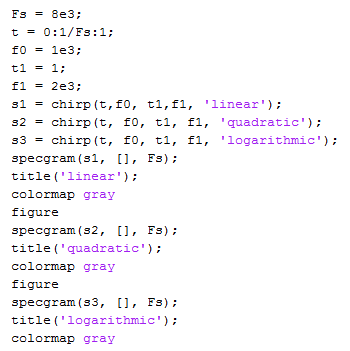 Fs = 8e3;
t = 0:1/Fs:1;
f0 = 1e3;
t1 = 1;
f1 = 2e3;
s1 = chirp(t,f0, t1,f1, 'linear');
s2 = chirp(t, f0, t1, f1, 'quadratic');
s3 = chirp(t, f0, t1, f1, 'logarithmic');
specgram(s1, [], Fs);
title('linear');
colormap gray
figure
specgram(s2, [], Fs);
title('quadratic');
colormap gray
figure
specgram(s3, [], Fs);
title('logarithmic');
colormap gray